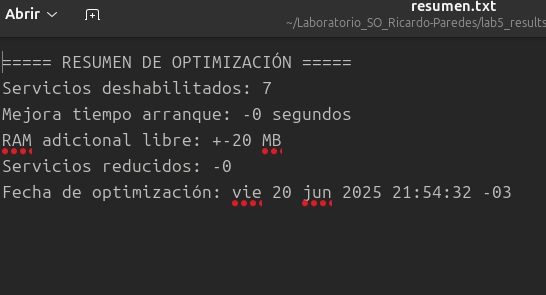 Abrir
resumen.txt
~/Laboratorio_SO_Ricardo-Paredes/lab5_results
===== RESUMEN DE OPTIMIZACIÓN =====
Servicios deshabilitados: 7
Mejora tiempo arranque: -0 segundos
RAM adicional libre: +-20 MB
Servicios reducidos: -0
Fecha de optimización: vie 20 jun 2025 21:54:32 -03